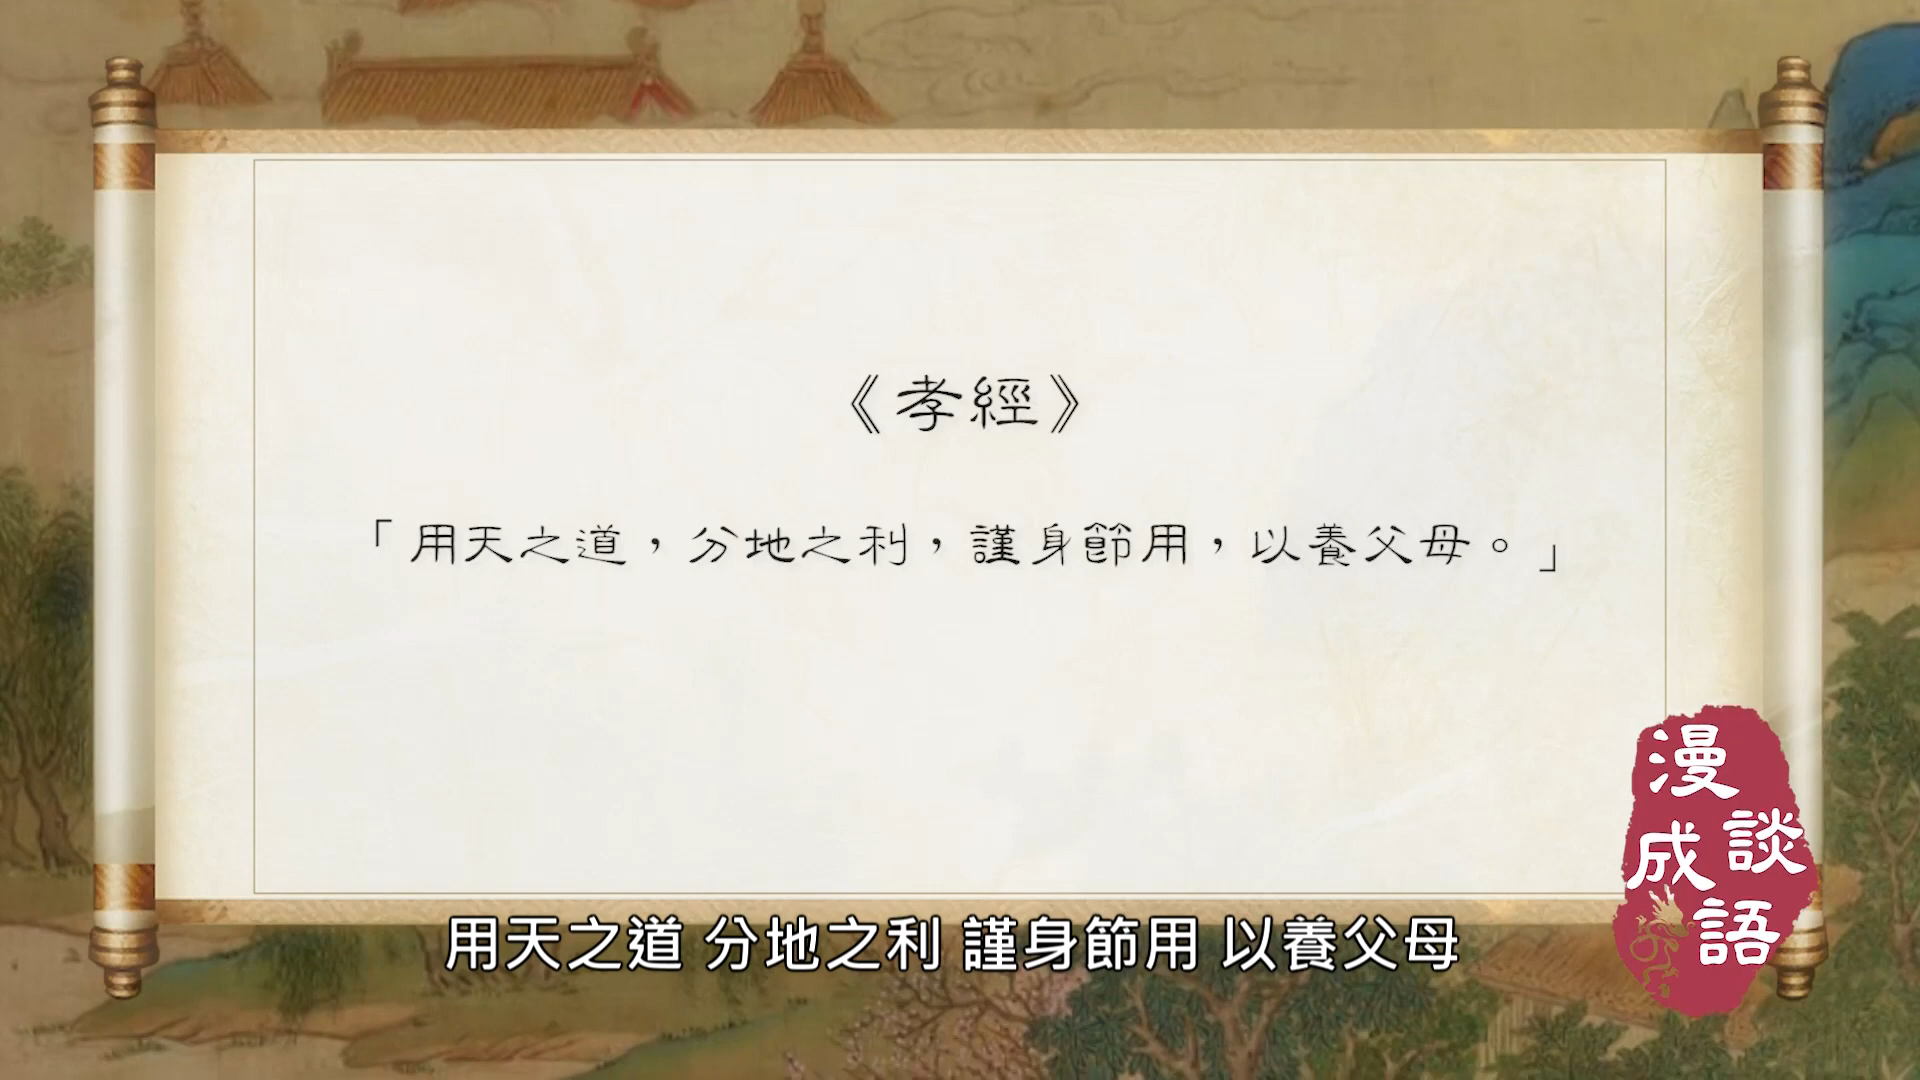 《孝經》
「用天之道，分地之利，謹身節用，以養父母。」
漫談
成語
用天之道 分地之利 謹身節用 以養父母